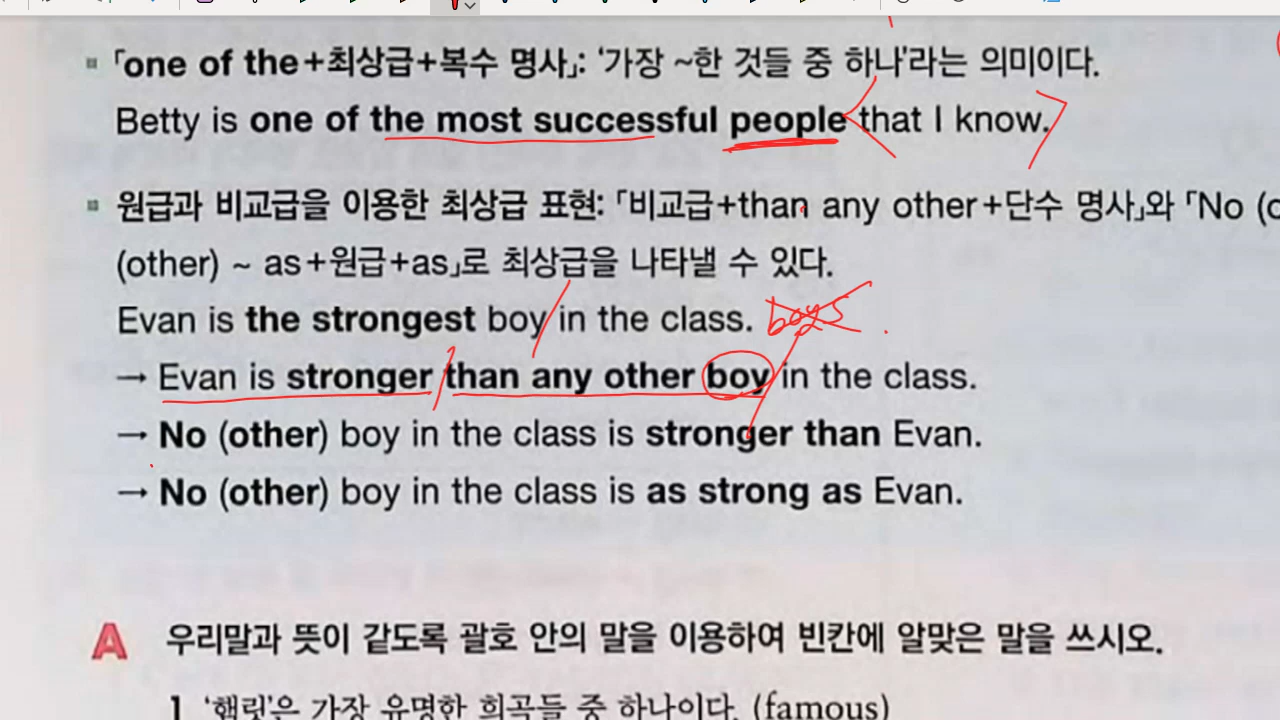 「one of the+최상급+복수 명사」: ‘가장 ~한 것들 중 하나’라는 의미이다.
Betty is one of the most successful people that I know.
원급과 비교급을 이용한 최상급 표현: 「비교급+than any other+단수 명사」와 「No
(other) ~ as+원급+as」로 최상급을 나타낼 수 있다.
Evan is the strongest boy in the class. boys
→ Evan is stronger than any other boy in the class.
→ No (other) boy in the class is stronger than Evan.
→ No (other) boy in the class is as strong as Evan.
A 우리말과 뜻이 같도록 괄호 안의 말을 이용하여 빈칸에 알맞은 말을 쓰시오.
1 ‘햄릿’은 가장 유명한 희곡들 중 하나이다. (famous)